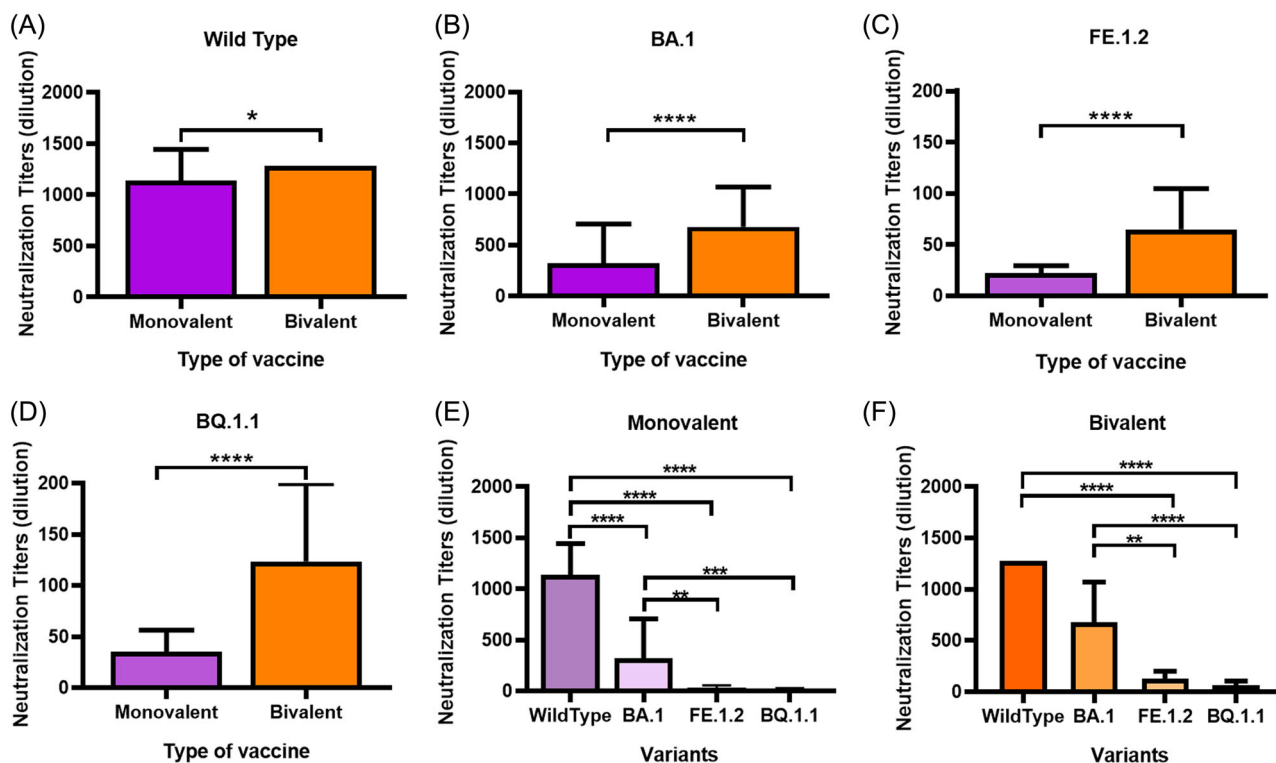 (A)
Wild Type
Neutralization Titers (dilution)
2000
1500
1000
500
0
*
Monovalent Bivalent
Type of vaccine
(B)
BA.1
Neutralization Titers (dilution)
2000
1500
1000
500
0
****
Monovalent Bivalent
Type of vaccine
(C)
FE.1.2
Neutralization Titers (dilution)
200
150
100
50
0
****
Monovalent Bivalent
Type of vaccine
(D)
BQ.1.1
Neutralization Titers (dilution)
200
150
100
50
0
****
Monovalent Bivalent
Type of vaccine
(E)
Monovalent
Neutralization Titers (dilution)
2000
1500
1000
500
0
****
****
****
***
**
WildType BA.1 FE.1.2 BQ.1.1
Variants
(F)
Bivalent
Neutralization Titers (dilution)
2000
1500
1000
500
0
****
****
****
**
WildType BA.1 FE.1.2 BQ.1.1
Variants